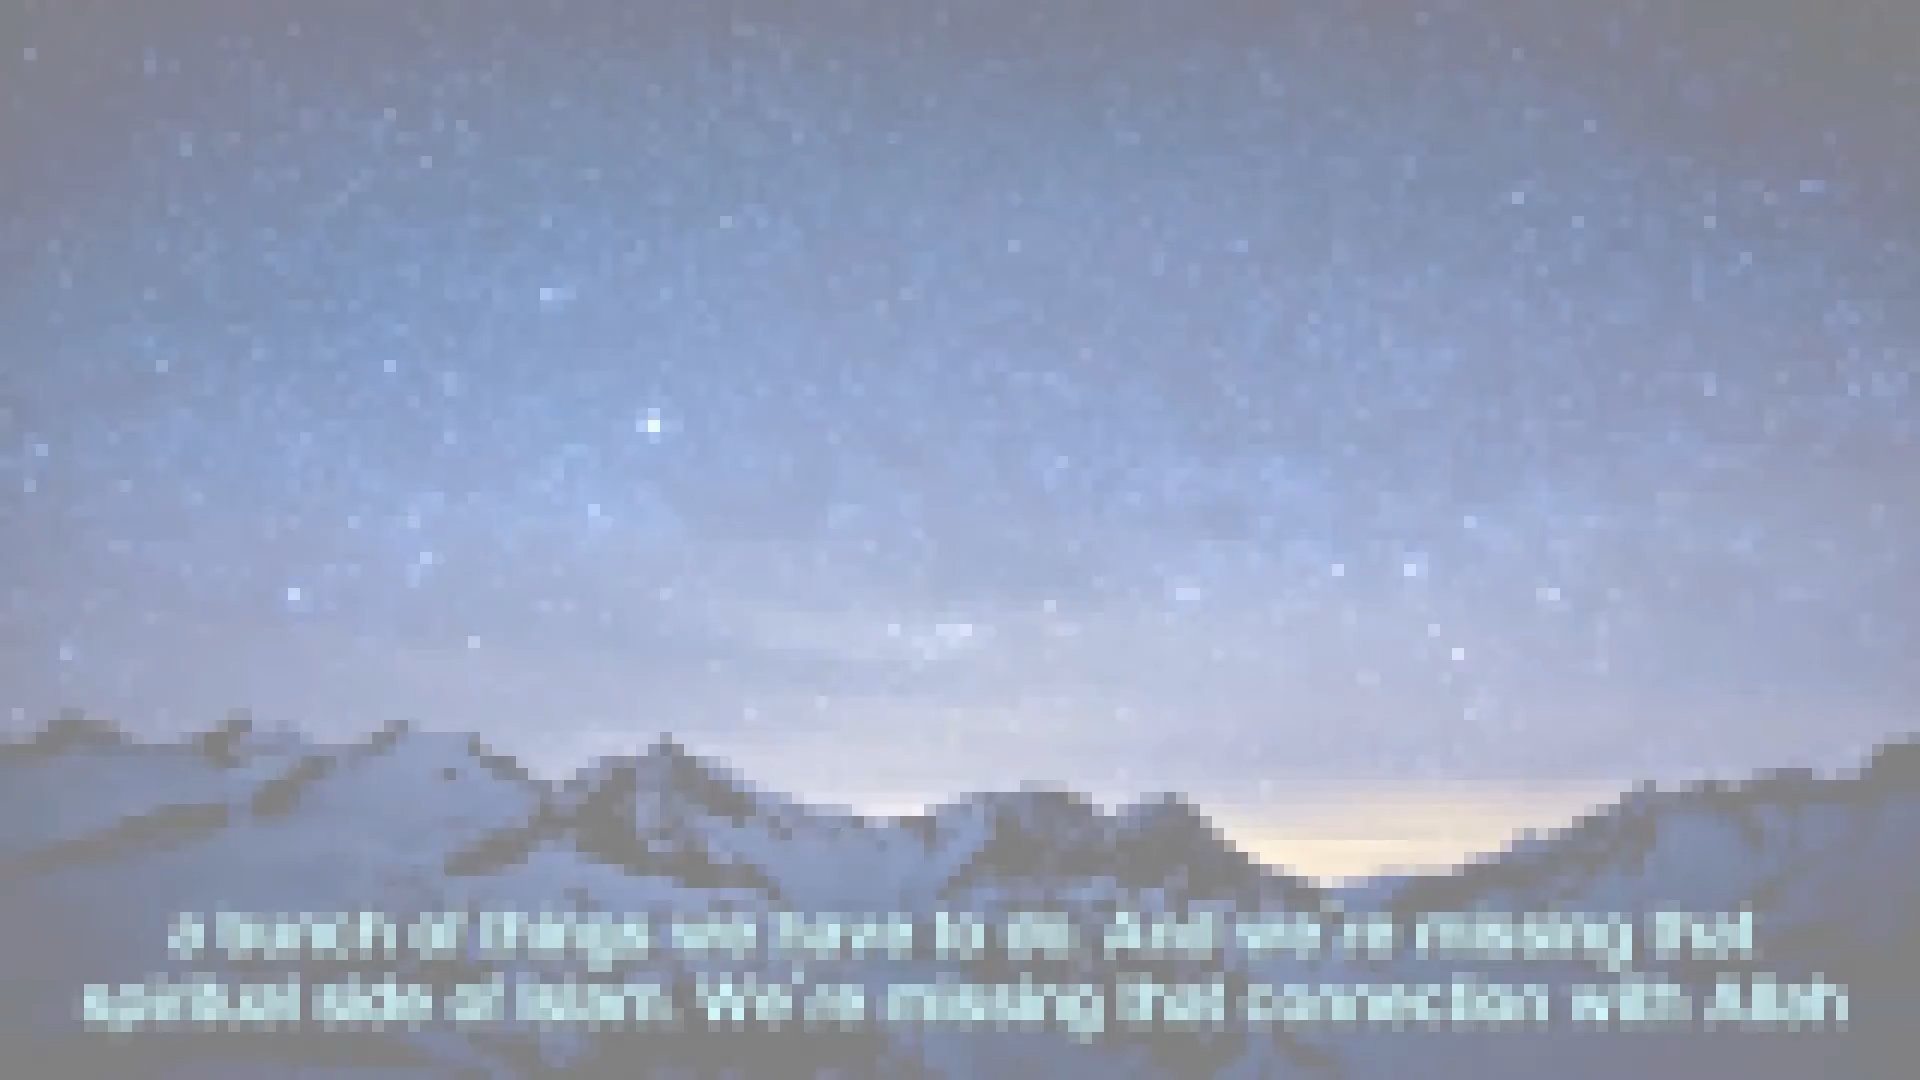 a bunch of things we have to do. And we're missing that
spiritual side of Islam. We're missing that connection with Allah